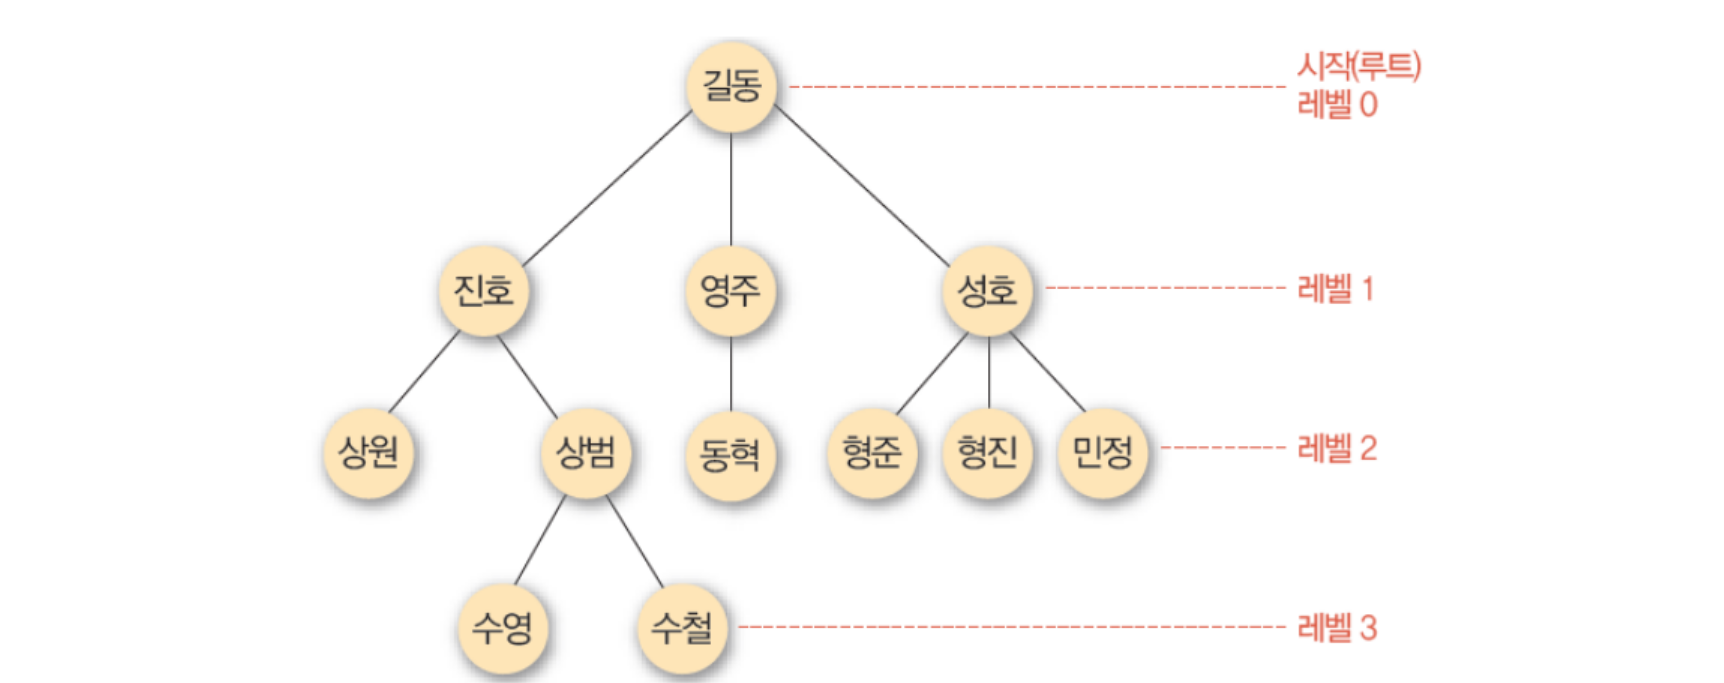 길동
시작(루트)
레벨 0
진호
영주
성호
레벨 1
상원
상범
동혁
형준
형진
민정
레벨 2
수영
수철
레벨 3